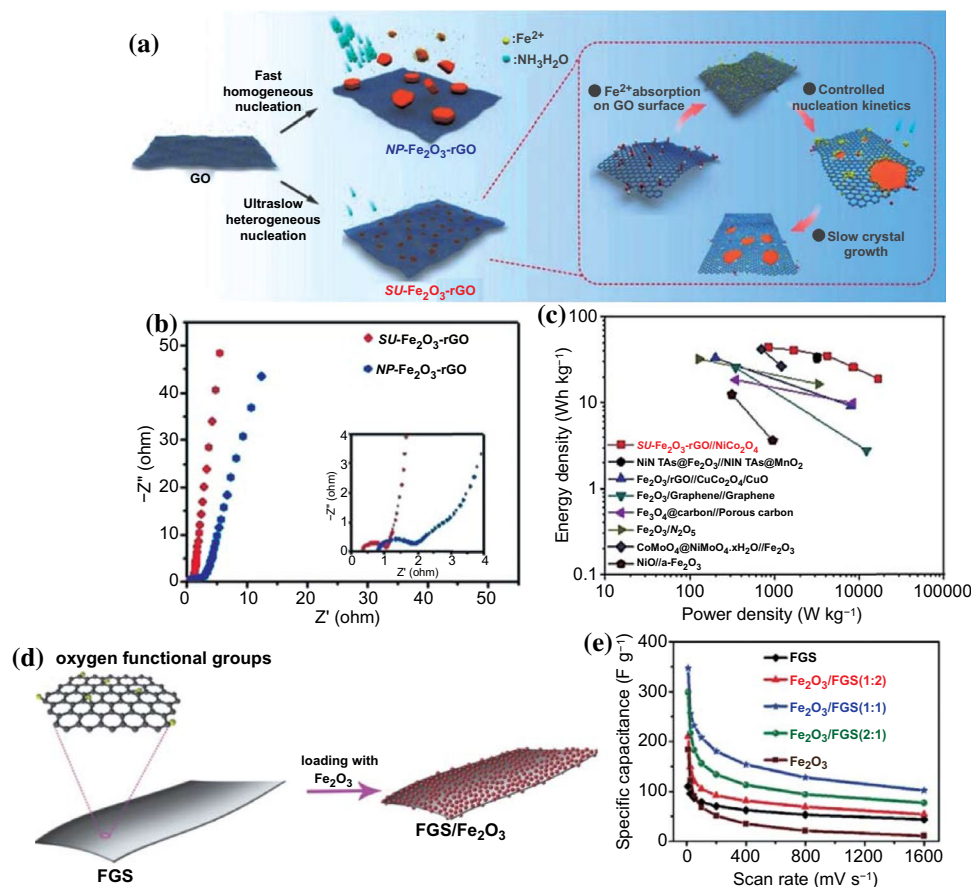 (a)
:Fe²⁺
:NH₃H₂O
Fast
homogeneous
nucleation
NP-Fe₂O₃-rGO
GO
Ultraslow
heterogeneous
nucleation
SU-Fe₂O₃-rGO
Fe²⁺absorption
on GO surface
Controlled
nucleation kinetics
Slow crystal
growth
(b)
-50
-40
-30
-20
-10
0
−Z" (ohm)
SU-Fe₂O₃-rGO
NP-Fe₂O₃-rGO
4
3
2
1
0
−Z" (ohm)
0 1 2 3 4
Z' (ohm)
0 10 20 30 40 50
Z' (ohm)
(c)
100
10
1
0.1
Energy density (Wh kg⁻¹)
SU-Fe₂O₃-rGO//NiCo₂O₄
NiN TAs@Fe₂O₃//NIN TAs@MnO₂
Fe₂O₃/rGO//CuCo₂O₄/CuO
Fe₂O₃/Graphene//Graphene
Fe₃O₄@carbon//Porous carbon
Fe₂O₃/N₂O₅
CoMoO₄@NiMoO₄.xH₂O//Fe₂O₃
NiO//a-Fe₂O₃
10 100 1000 10000 100000
Power density (W kg⁻¹)
(d)
oxygen functional groups
loading with
Fe₂O₃
FGS
FGS/Fe₂O₃
(e)
400
300
200
100
0
Specific capacitance (F g⁻¹)
FGS
Fe₂O₃/FGS(1:2)
Fe₂O₃/FGS(1:1)
Fe₂O₃/FGS(2:1)
Fe₂O₃
0 400 800 1200 1600
Scan rate (mV s⁻¹)